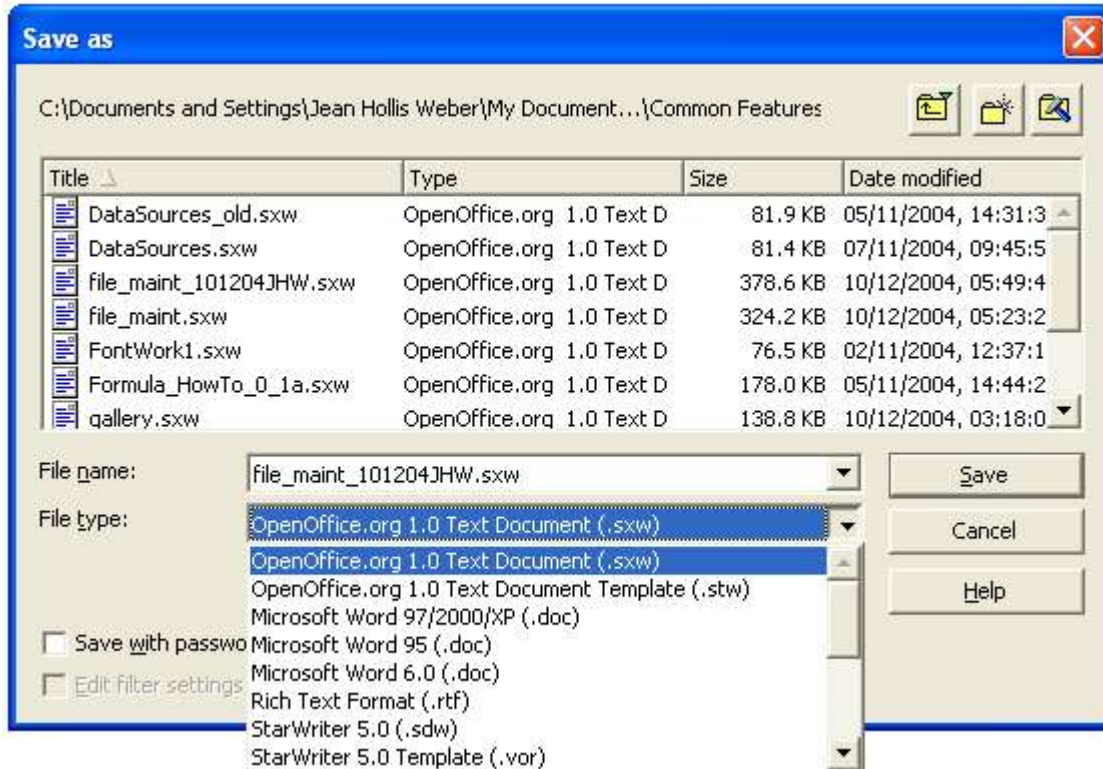 Save as
C:\Documents and Settings\Jean Hollis Weber\My Document...\Common Features
Title Type Size Date modified
DataSources_old.sxw OpenOffice.org 1.0 Text D 81.9 KB 05/11/2004, 14:31:3
DataSources.sxw OpenOffice.org 1.0 Text D 81.4 KB 07/11/2004, 09:45:5
file_maint_101204JHW.sxw OpenOffice.org 1.0 Text D 378.6 KB 10/12/2004, 05:49:4
file_maint.sxw OpenOffice.org 1.0 Text D 324.2 KB 10/12/2004, 05:23:2
FontWork1.sxw OpenOffice.org 1.0 Text D 76.5 KB 02/11/2004, 12:37:1
Formula_HowTo_0_1a.sxw OpenOffice.org 1.0 Text D 178.0 KB 05/11/2004, 14:44:2
gallery.sxw OpenOffice.org 1.0 Text D 138.8 KB 10/12/2004, 03:18:0
File name: file_maint_101204JHW.sxw Save
File type: OpenOffice.org 1.0 Text Document (.sxw) Cancel
OpenOffice.org 1.0 Text Document (.sxw)
OpenOffice.org 1.0 Text Document Template (.stw) Help
Microsoft Word 97/2000/XP (.doc)
Save with passwo Microsoft Word 95 (.doc)
Microsoft Word 6.0 (.doc)
Edit filter settings Rich Text Format (.rtf)
StarWriter 5.0 (.sdw)
StarWriter 5.0 Template (.vor)